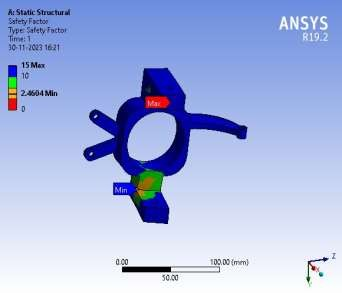 A: Static Structural
Safety Factor
Type: Safety Factor
Time: 1
30-11-2023 16:21
ANSYS
R19.2
15 Max
10
2.4604 Min
0
Max
Min
0.00
100.00 (mm)
50.00
Z
X
Y